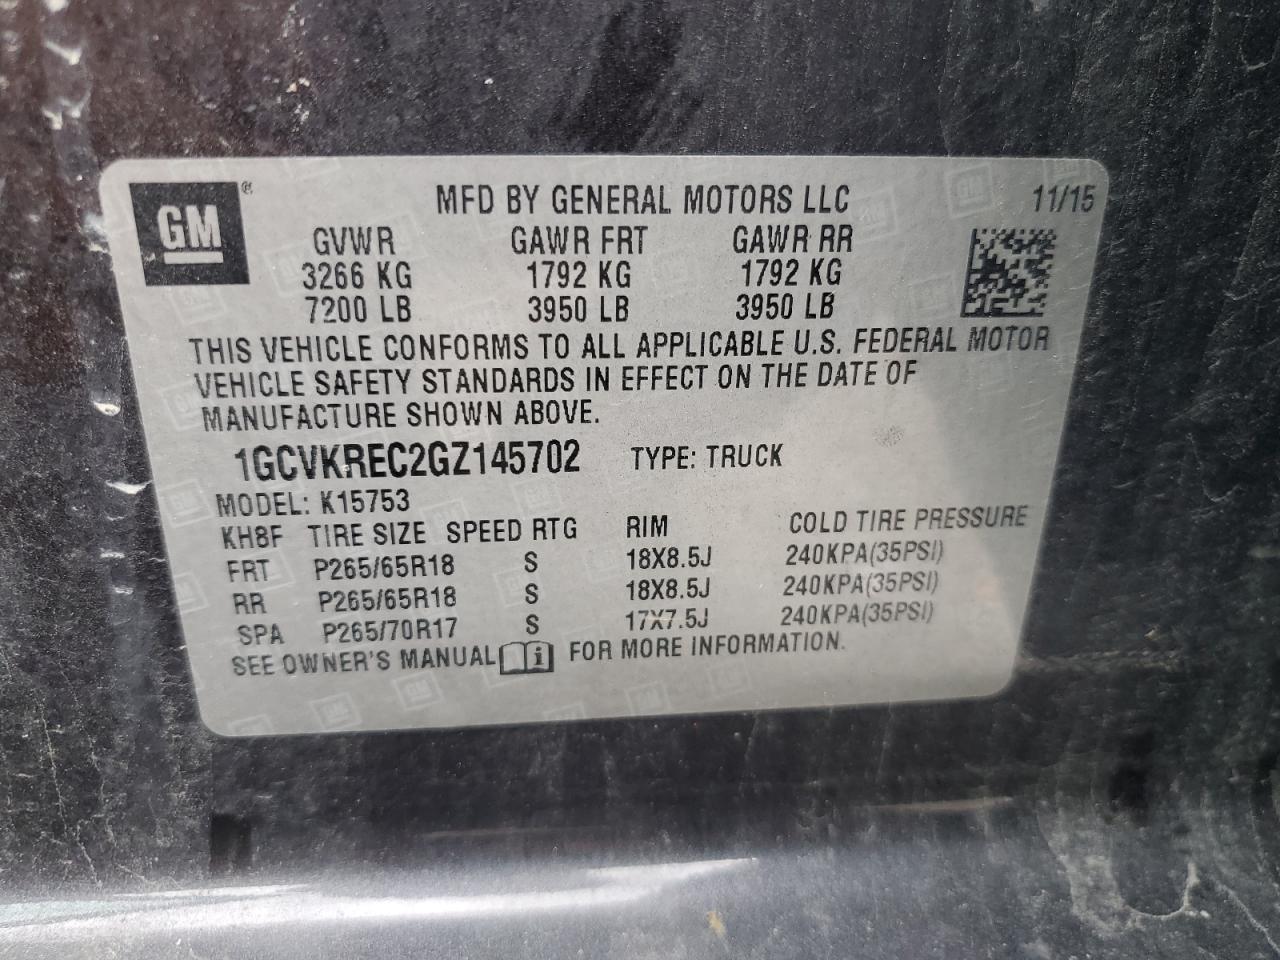 GM®
MFD BY GENERAL MOTORS LLC 11/15
GVWR GAWR FRT GAWR RR
3266 KG 1792 KG 1792 KG
7200 LB 3950 LB 3950 LB
THIS VEHICLE CONFORMS TO ALL APPLICABLE U.S. FEDERAL MOTOR
VEHICLE SAFETY STANDARDS IN EFFECT ON THE DATE OF
MANUFACTURE SHOWN ABOVE.
1GCVKREC2GZ145702 TYPE: TRUCK
MODEL: K15753
KH8F TIRE SIZE SPEED RTG RIM COLD TIRE PRESSURE
FRT P265/65R18 S 18X8.5J 240KPA(35PSI)
RR P265/65R18 S 18X8.5J 240KPA(35PSI)
SPA P265/70R17 S 17X7.5J 240KPA(35PSI)
SEE OWNER'S MANUAL i FOR MORE INFORMATION.